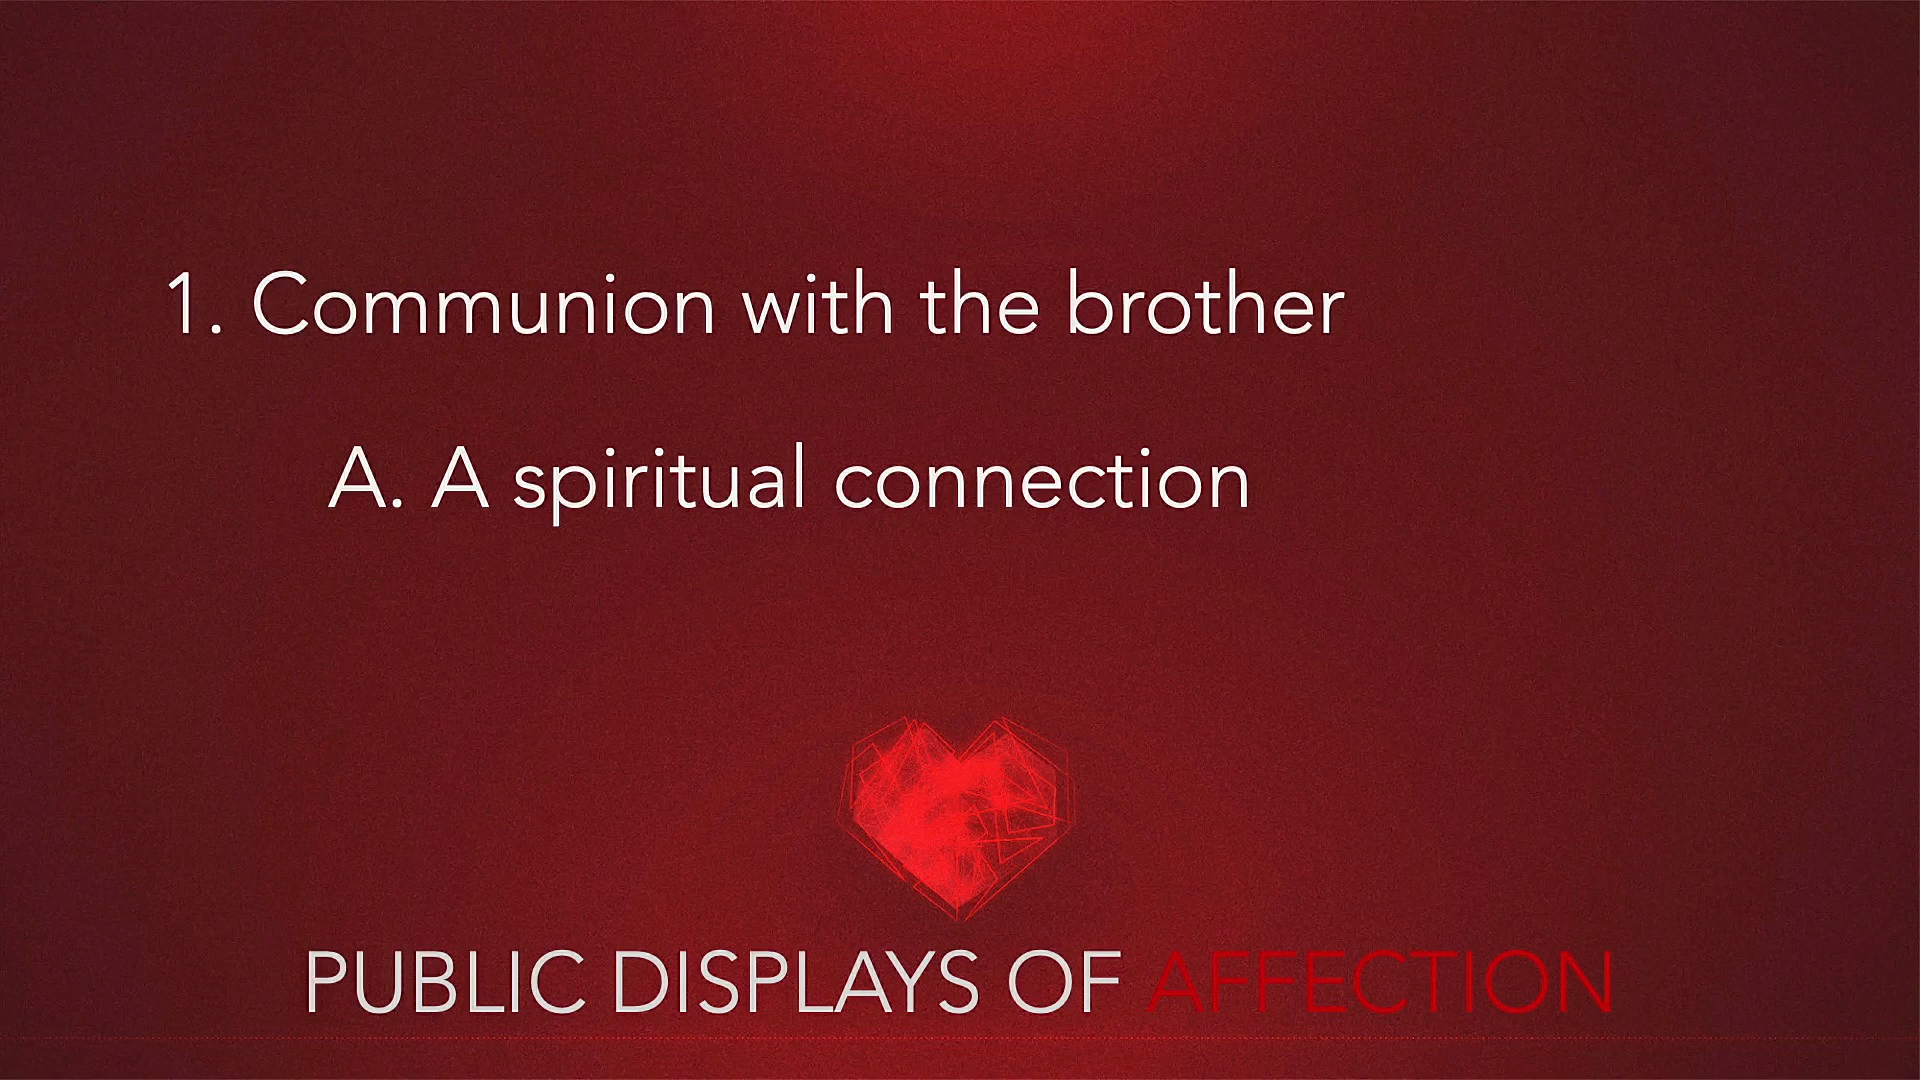 1. Communion with the brother
A. A spiritual connection
PUBLIC DISPLAYS OF AFFECTION